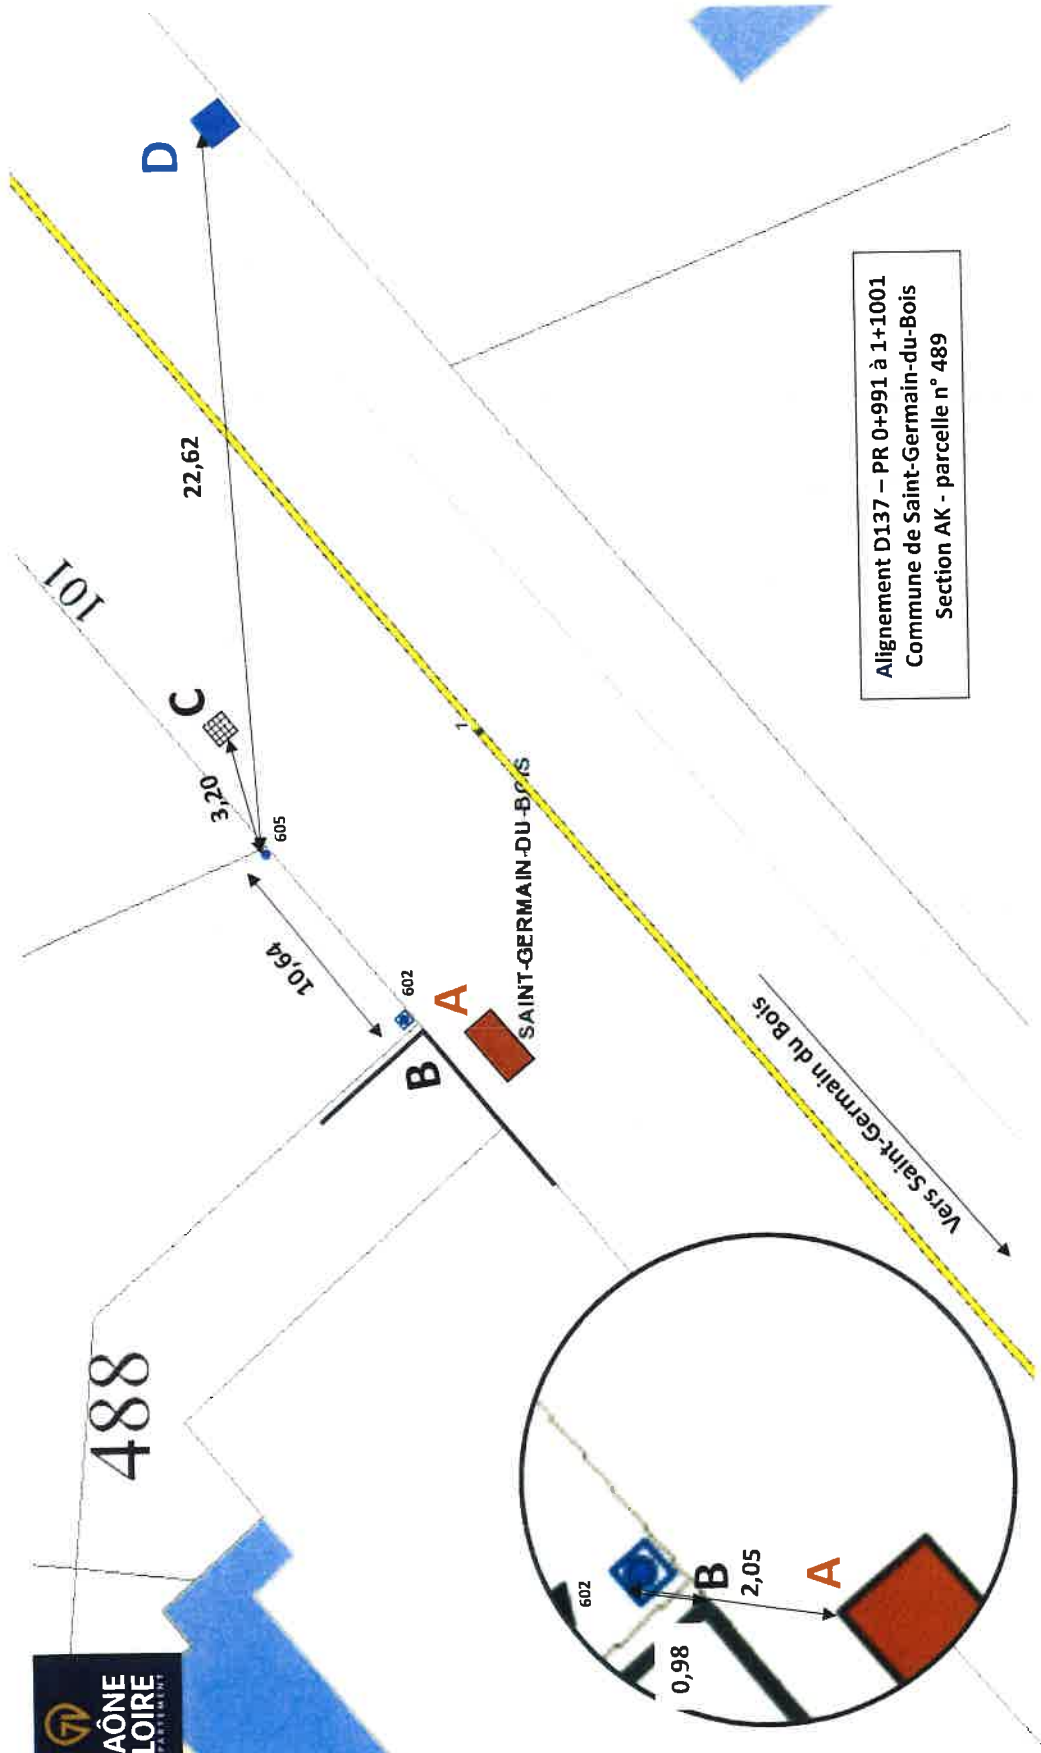 AÔNE
LOIRE
PARTEMENT
488
101
D
22,62
C
3,20
605
10,64
602
A
B
1
SAINT-GERMAIN-DU-BOIS
Vers Saint-Germain du Bois
602
B
2,05
0,98
A
Alignement D137 – PR 0+991 à 1+1001
Commune de Saint-Germain-du-Bois
Section AK - parcelle n° 489